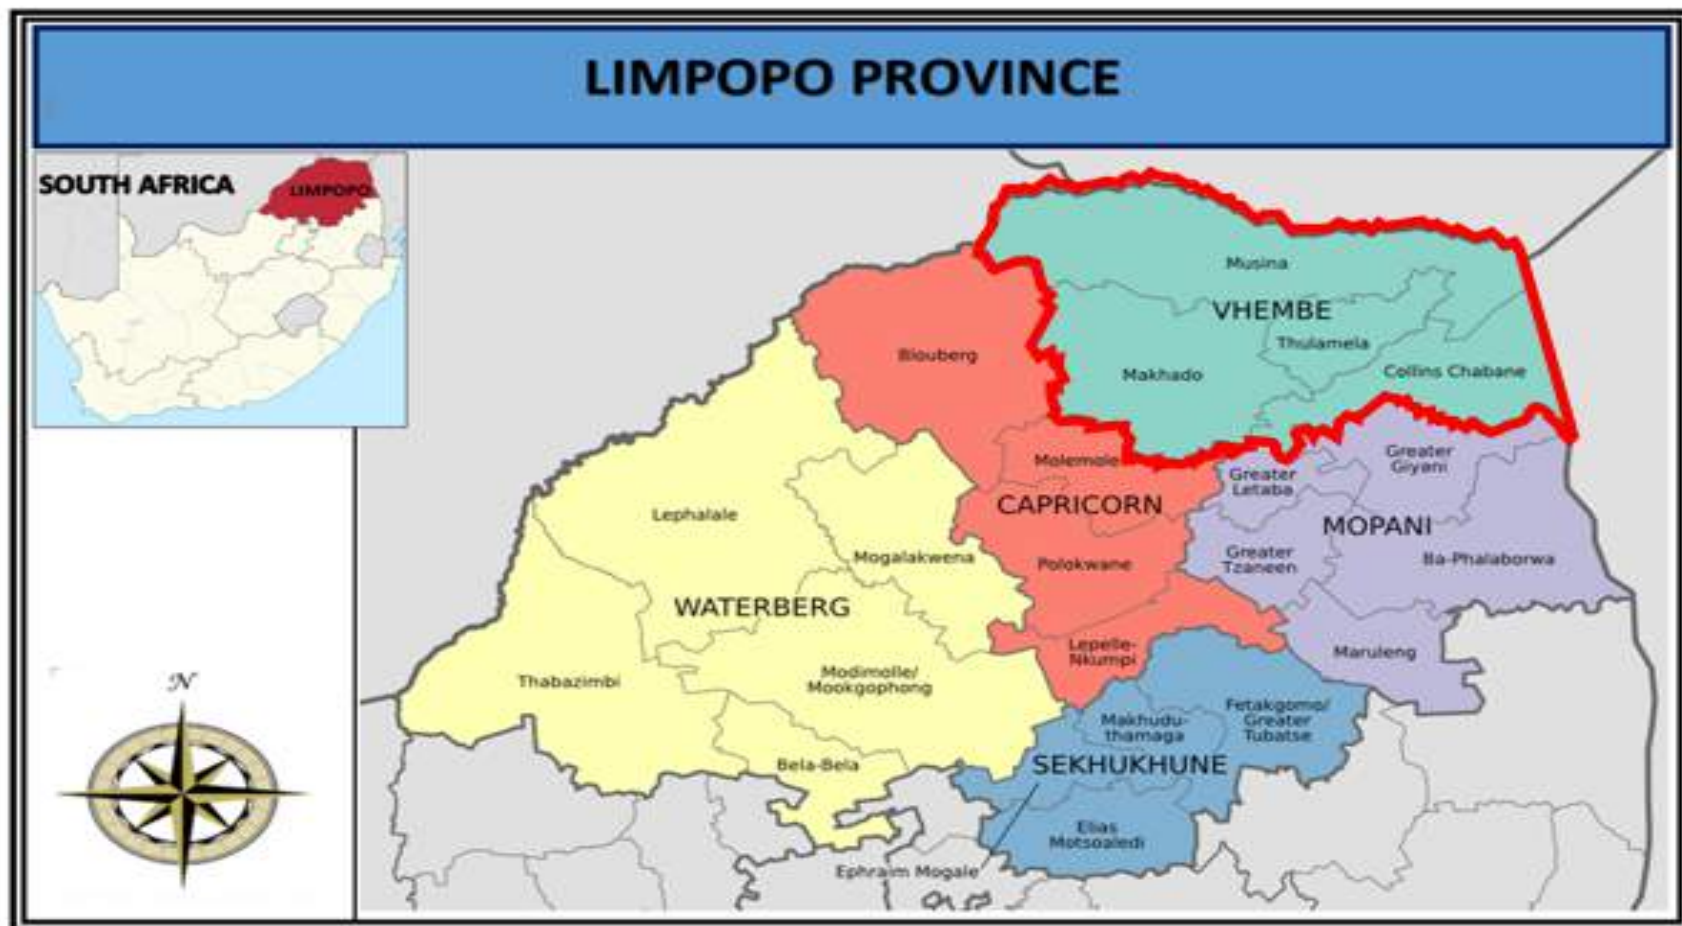 LIMPOPO PROVINCE
SOUTH AFRICA
LIMPOPO
N
Musina
VHEMBE
Thulamela
Makhado
Collins Chabane
Blouberg
Molemole
CAPRICORN
Polokwane
Lepelle-
Nkumpi
Greater
Giyani
Greater
Letaba
MOPANI
Greater
Tzaneen
Ba-Phalaborwa
Maruleng
Lephalale
Mogalakwena
WATERBERG
Thabazimbi
Modimolle/
Mookgophong
Bela-Bela
Fetakgomo/
Greater
Tubatse
Makhudu-
thamaga
SEKHUKHUNE
Elias
Motsoaledi
Ephraim Mogale